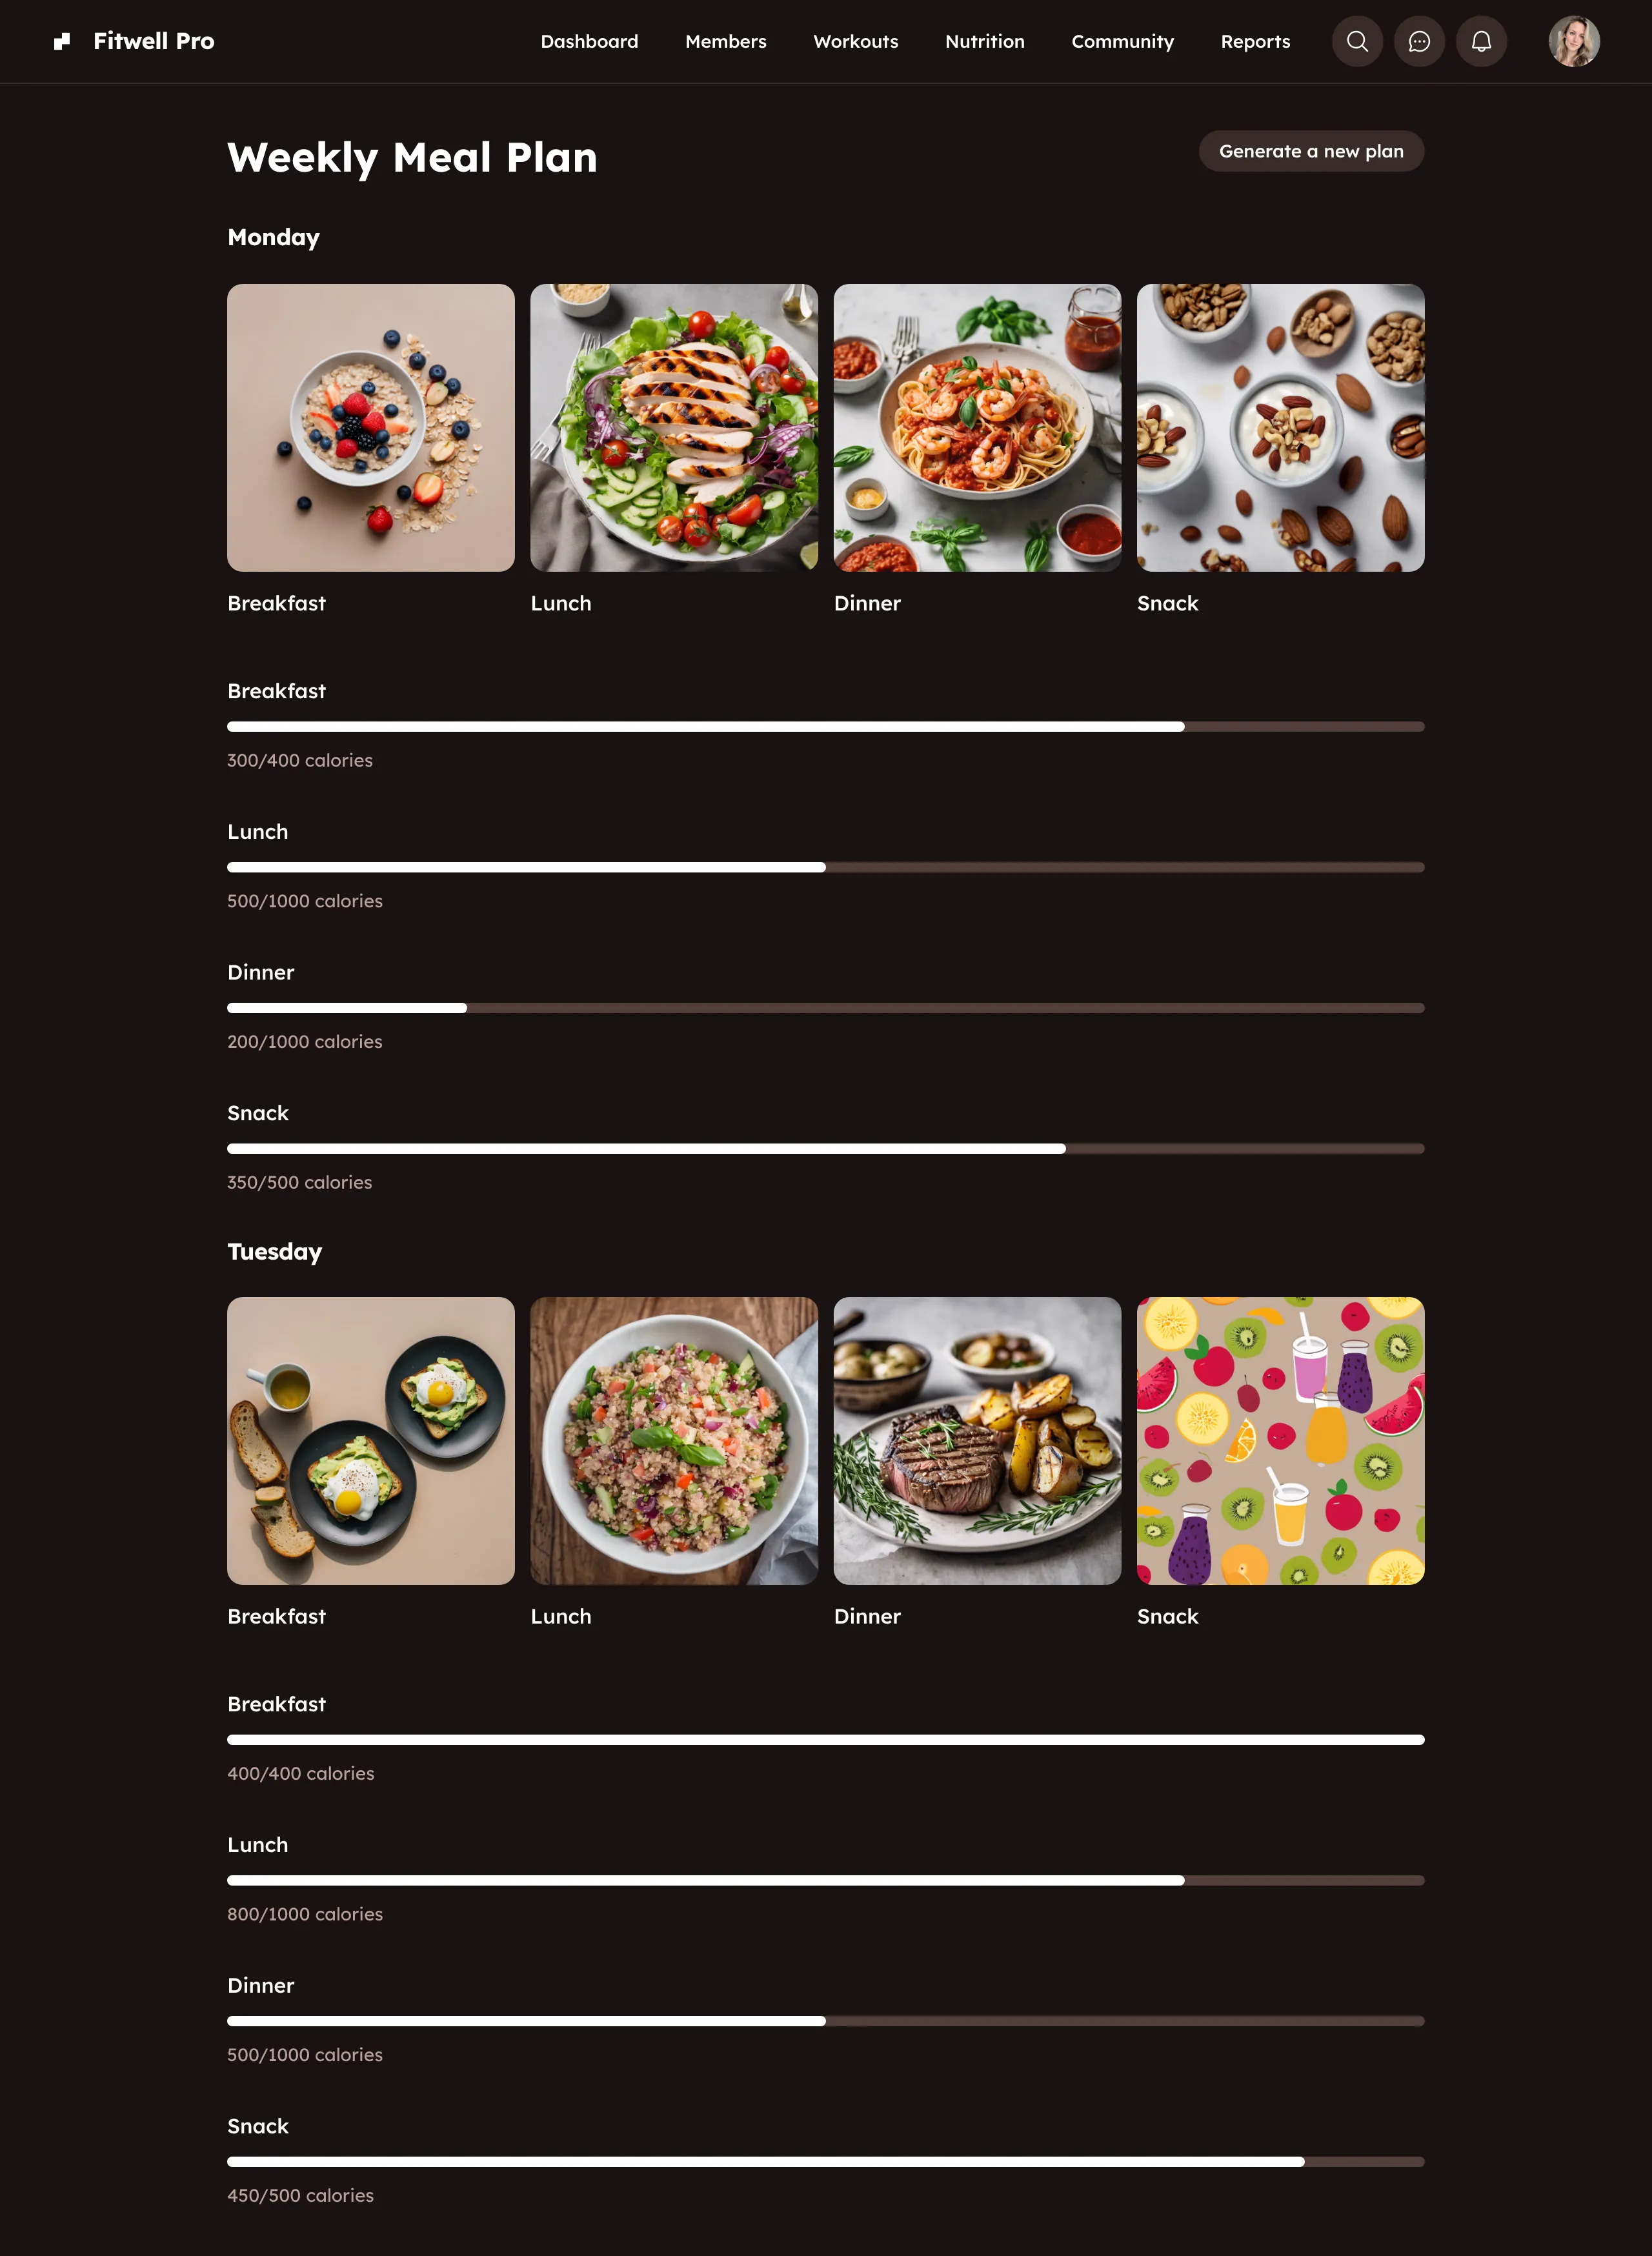 Fitwell Pro
Dashboard
Members
Workouts
Nutrition
Community
Reports
Weekly Meal Plan
Generate a new plan
Monday
Breakfast
Lunch
Dinner
Snack
Breakfast
300/400 calories
Lunch
500/1000 calories
Dinner
200/1000 calories
Snack
350/500 calories
Tuesday
Breakfast
Lunch
Dinner
Snack
Breakfast
400/400 calories
Lunch
800/1000 calories
Dinner
500/1000 calories
Snack
450/500 calories